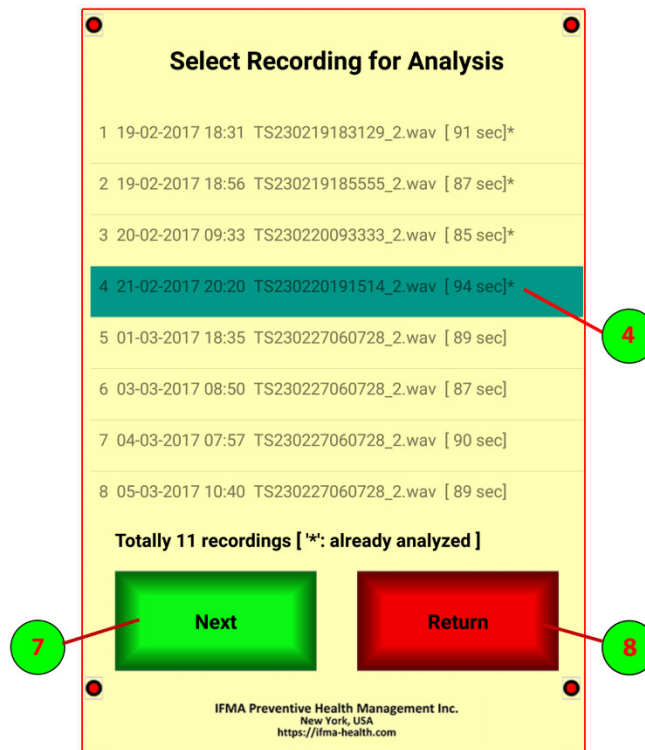 Select Recording for Analysis
1 19-02-2017 18:31 TS230219183129_2.wav [ 91 sec]*
2 19-02-2017 18:56 TS230219185555_2.wav [ 87 sec]*
3 20-02-2017 09:33 TS230220093333_2.wav [ 85 sec]*
4 21-02-2017 20:20 TS230220191514_2.wav [ 94 sec]*
4
5 01-03-2017 18:35 TS230227060728_2.wav [ 89 sec]
6 03-03-2017 08:50 TS230227060728_2.wav [ 87 sec]
7 04-03-2017 07:57 TS230227060728_2.wav [ 90 sec]
8 05-03-2017 10:40 TS230227060728_2.wav [ 89 sec]
Totally 11 recordings [ '*': already analyzed ]
7
Next
Return
8
IFMA Preventive Health Management Inc.
New York, USA
https://ifma-health.com